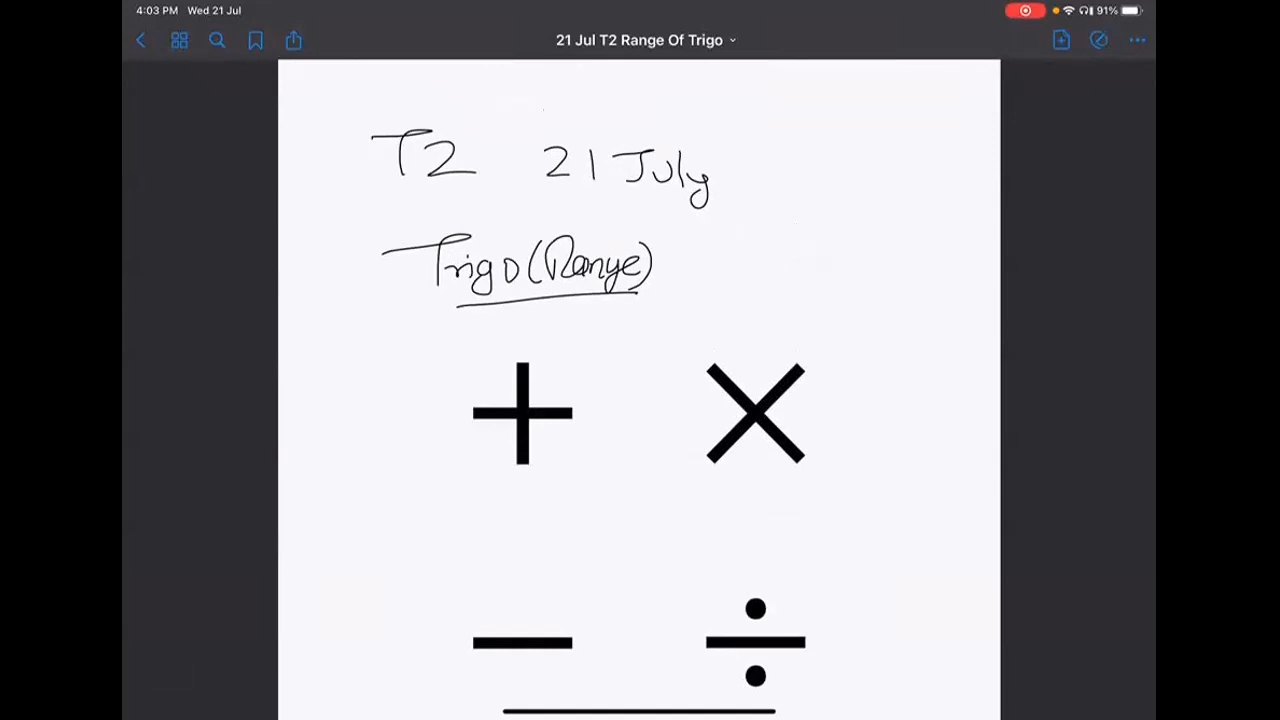 4:03 PM Wed 21 Jul 91%
21 Jul T2 Range Of Trigo
T2 21 July
Trigo (Range)
+ ×
− ÷